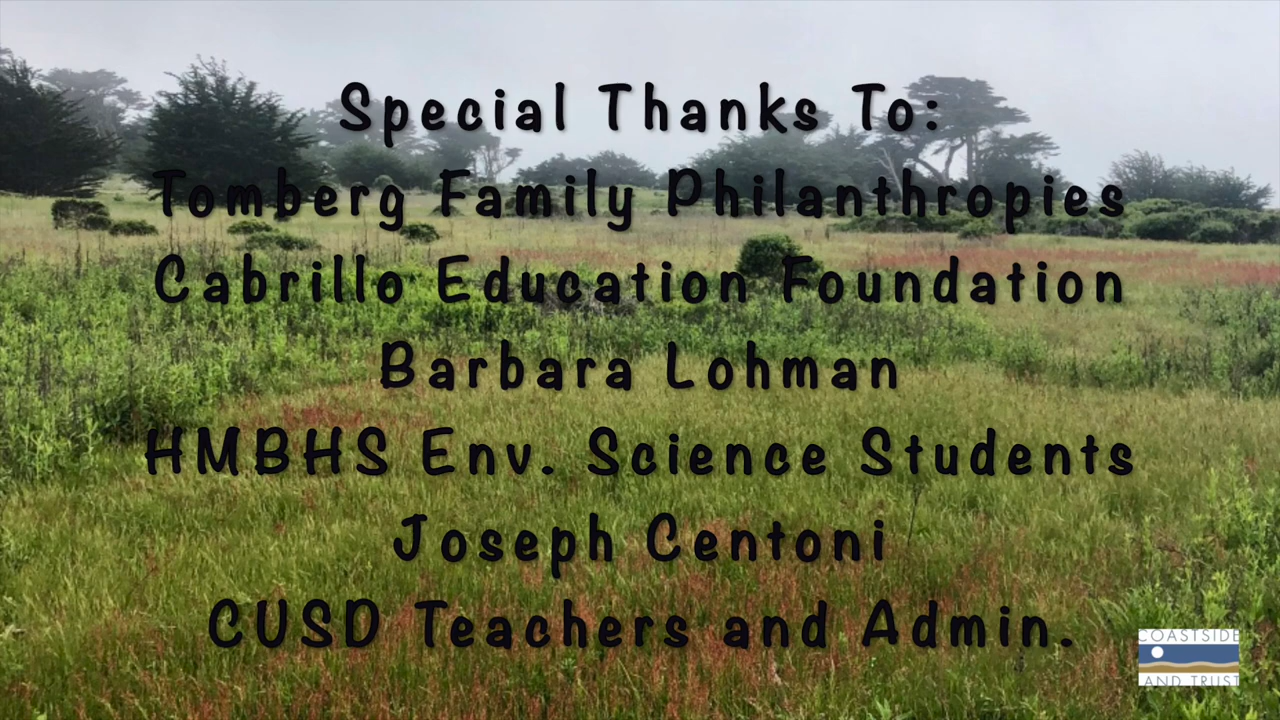 Special Thanks To:
Tomberg Family Philanthropies
Cabrillo Education Foundation
Barbara Lohman
HMBHS Env. Science Students
Joseph Centoni
CUSD Teachers and Admin.
COASTSIDE
AND TRUST